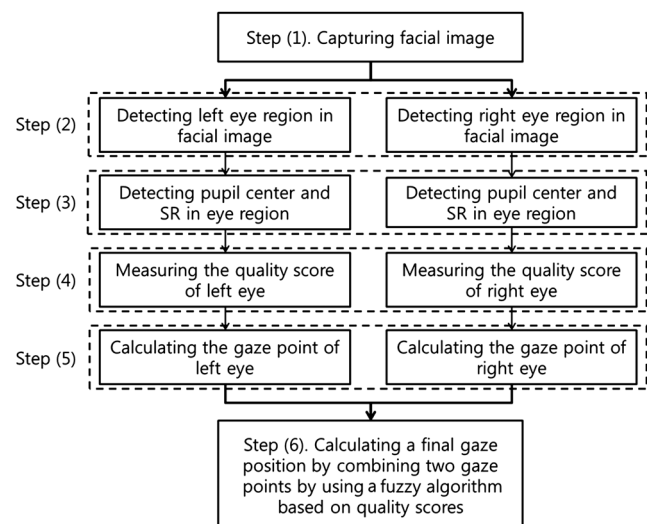 Step (1). Capturing facial image
Step (2)
Detecting left eye region in
facial image
Detecting right eye region in
facial image
Step (3)
Detecting pupil center and
SR in eye region
Detecting pupil center and
SR in eye region
Step (4)
Measuring the quality score
of left eye
Measuring the quality score
of right eye
Step (5)
Calculating the gaze point of
left eye
Calculating the gaze point of
right eye
Step (6). Calculating a final gaze
position by combining two gaze
points by using a fuzzy algorithm
based on quality scores